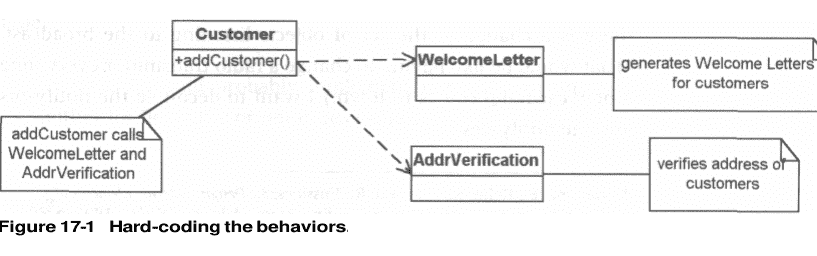 Customer
+addCustomer()
WelcomeLetter
generates Welcome Letters
for customers
addCustomer calls
WelcomeLetter and
AddrVerification
AddrVerification
verifies address of
customers
Figure 17-1 Hard-coding the behaviors.